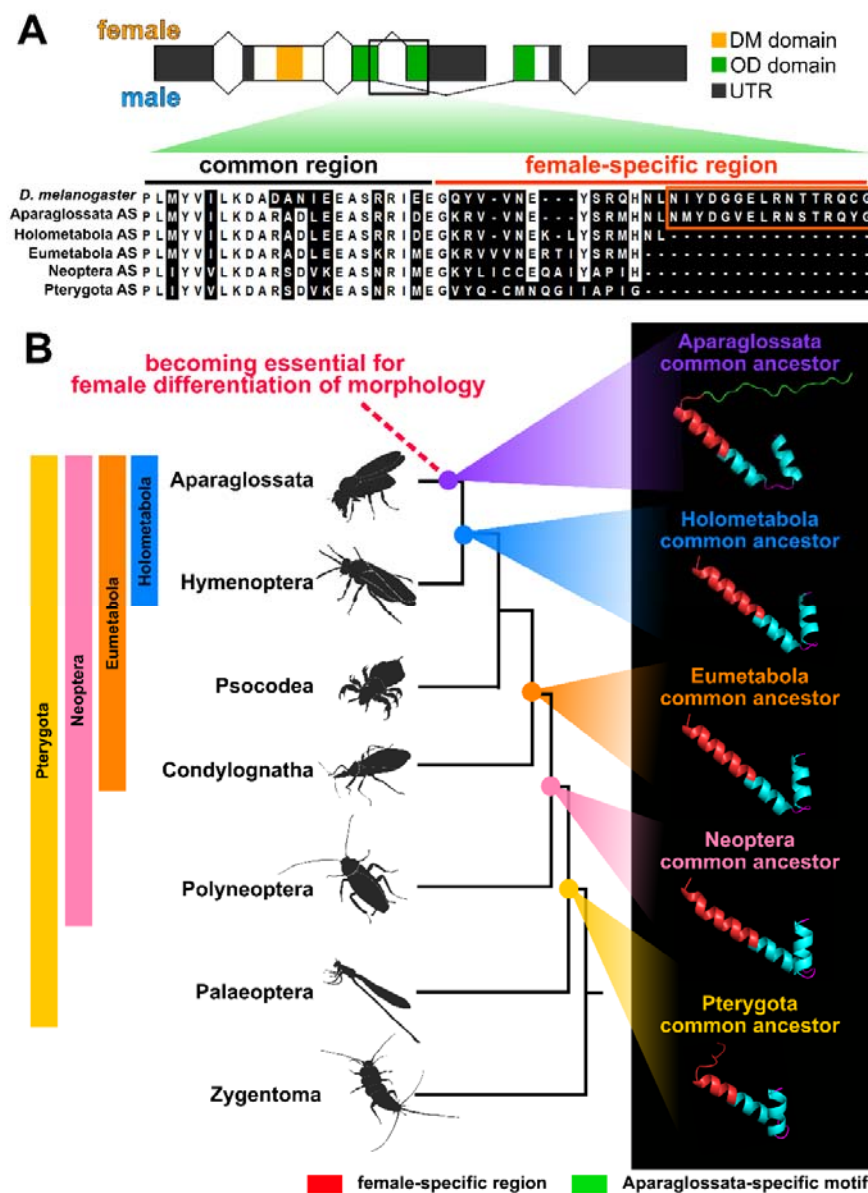 A
female
male
DM domain
OD domain
UTR
common region
female-specific region
D. melanogaster P L M Y V I L K D A D A N I E E A S R R I E E G Q Y V - V N E - - - Y S R Q H N L N I Y D G G E L R N T T R Q C G
Aparaglossata AS P L M Y V I L K D A R A D L E E A S R R I E E G K R V - V N E - - - Y S R M H N L N M Y D G V E L R N S T R Q Y G
Holometabola AS P L M Y V I L K D A R A D L E E A S R R I E E G K R V - V N E K - L Y S R M H N L - - - - - - - - - - - - - - - - -
Eumetabola AS P L M Y V I L K D A R A D L E E A S K R I M E G K R V V V N E R T I Y S R M H - - - - - - - - - - - - - - - - - - -
Neoptera AS P L I Y V V L K D A R S D V K E A S K R I M E G K Y L I C C E Q A I Y A P I H - - - - - - - - - - - - - - - - - - -
Pterygota AS P L I Y V V L K D A R S D V K E A S N R I M E G V Y Q - C M N Q G I I A P I G - - - - - - - - - - - - - - - - - - -
B
becoming essential for
female differentiation of morphology
Aparaglossata
Hymenoptera
Psocodea
Condylognatha
Polyneoptera
Palaeoptera
Zygentoma
Pterygota
Neoptera
Eumetabola
Holometabola
Aparaglossata
common ancestor
Holometabola
common ancestor
Eumetabola
common ancestor
Neoptera
common ancestor
Pterygota
common ancestor
female-specific region
Aparaglossata-specific motif